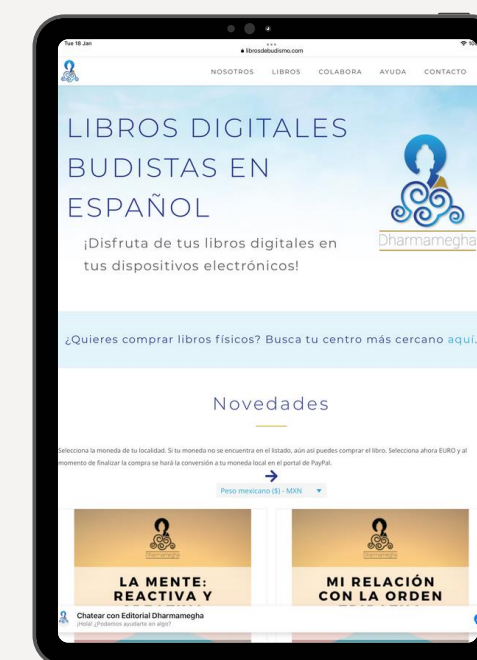 Tue 18 Jan
librosdebudismo.com
NOSOTROS LIBROS COLABORA AYUDA CONTACTO
LIBROS DIGITALES
BUDISTAS EN
ESPAÑOL
Dharmamegha
¡Disfruta de tus libros digitales en
tus dispositivos electrónicos!
¿Quieres comprar libros físicos? Busca tu centro más cercano aquí.
Novedades
Selecciona la moneda de tu localidad. Si tu moneda no se encuentra en el listado, aún así puedes comprar el libro. Selecciona ahora EURO y al
momento de finalizar la compra se hará la conversión a tu moneda local en el portal de PayPal.
Peso mexicano ($) - MXN
Dharmamegha Dharmamegha
LA MENTE: MI RELACIÓN
REACTIVA Y CON LA ORDEN
Chatear con Editorial Dharmamegha
¡Hola! ¿Podemos ayudarte en algo?